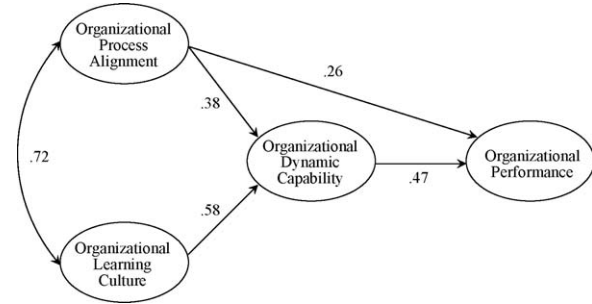 Organizational
Process
Alignment
.26
.38
Organizational
Dynamic
Capability
Organizational
Performance
.72
.47
.58
Organizational
Learning
Culture